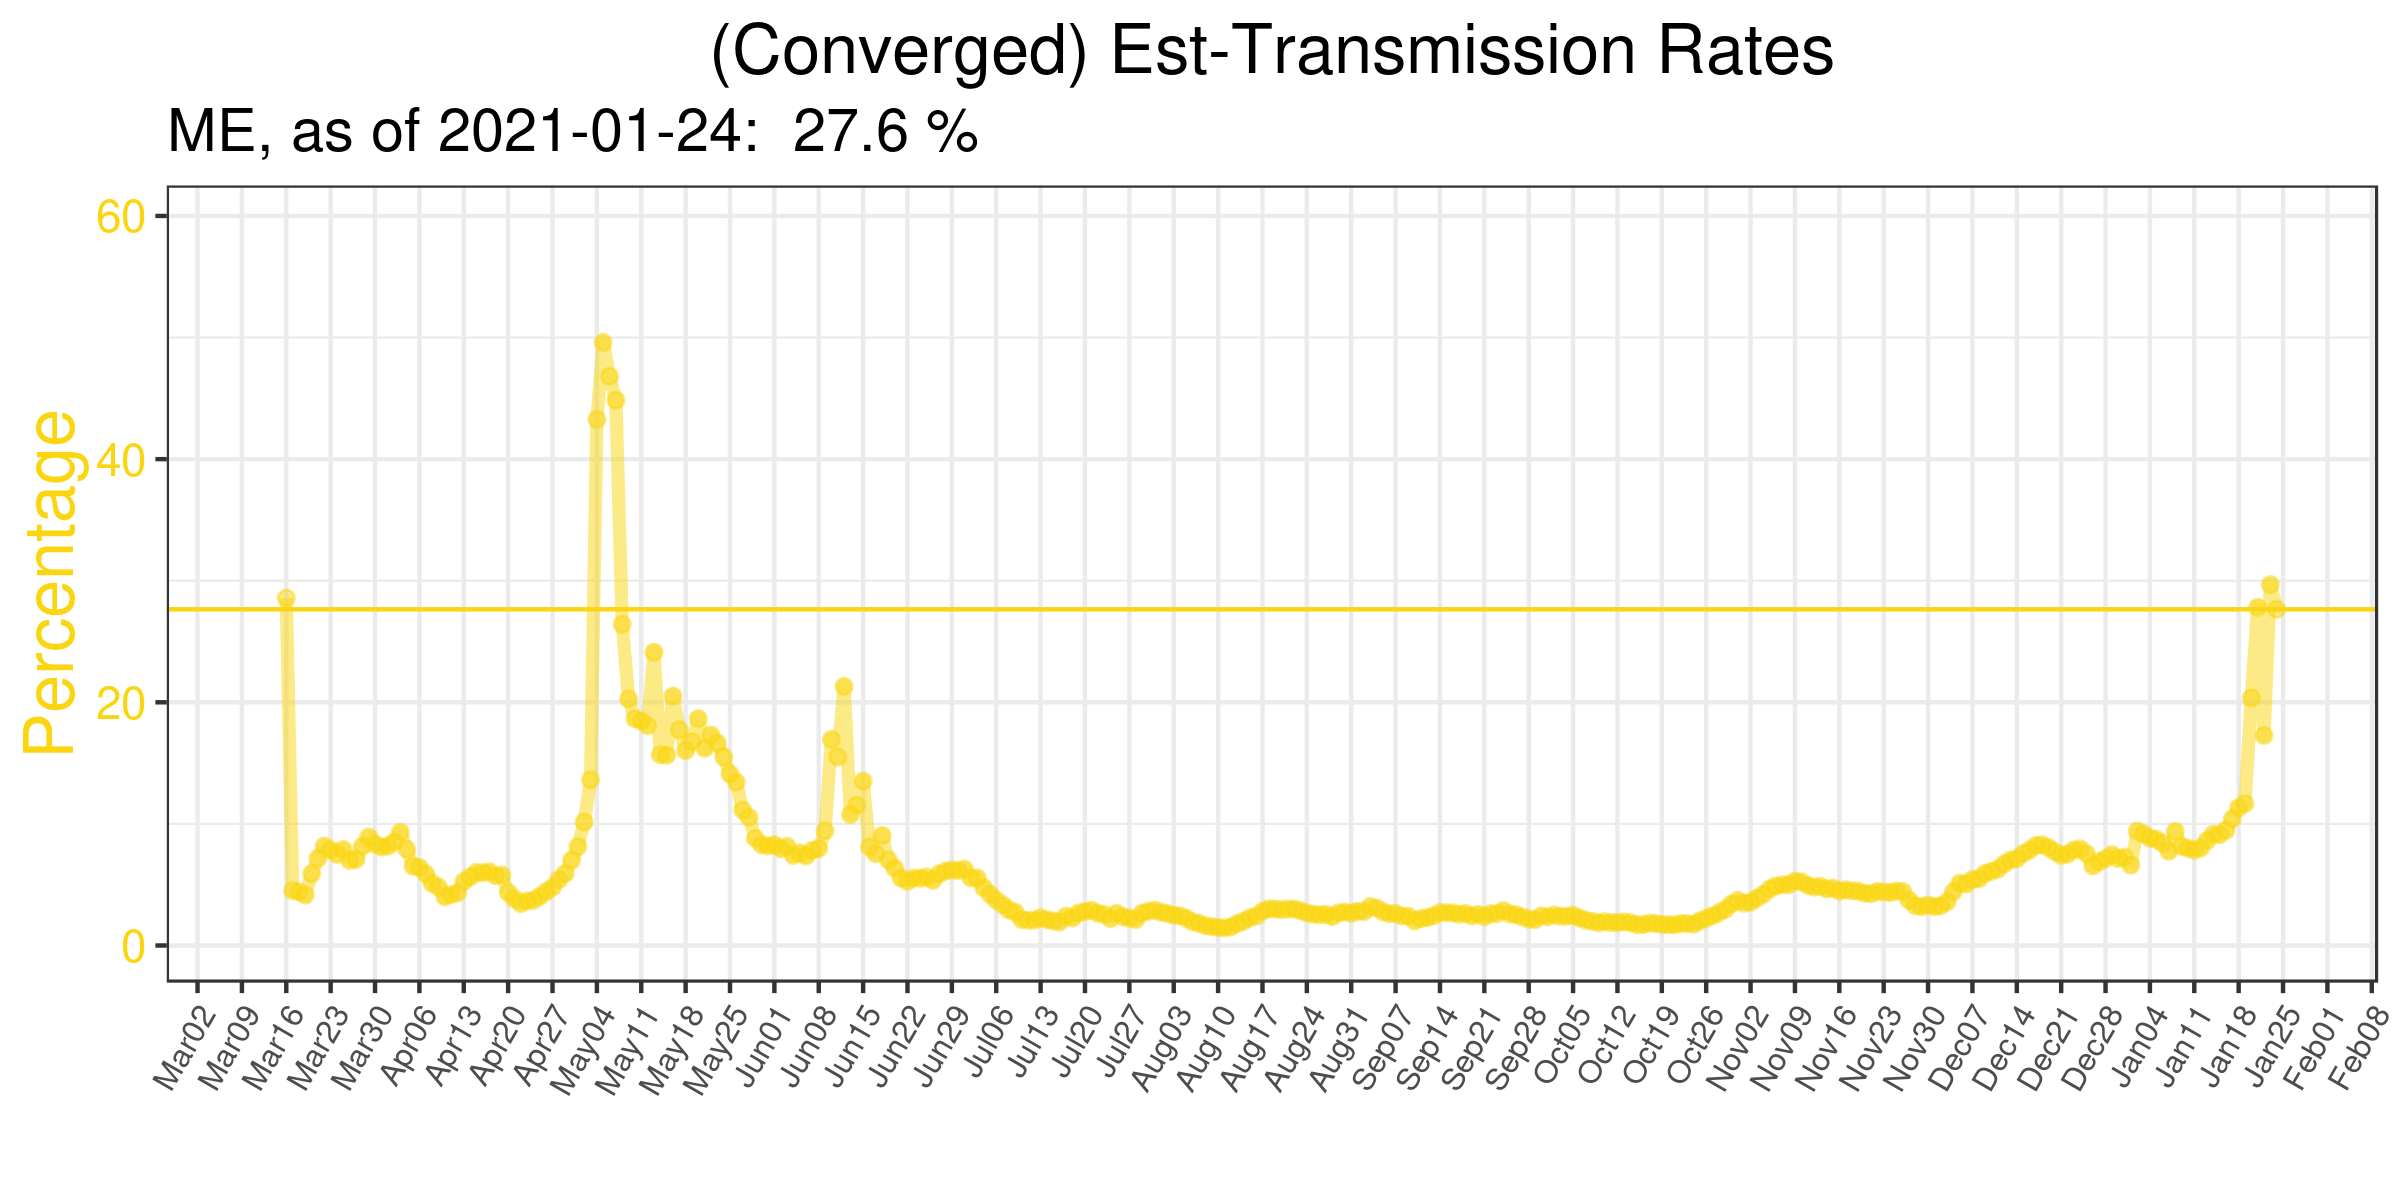 (Converged) Est-Transmission Rates
ME, as of 2021-01-24:  27.6 %
Percentage
60
40
20
0
Mar02
Mar09
Mar16
Mar23
Mar30
Apr06
Apr13
Apr20
Apr27
May04
May11
May18
May25
Jun01
Jun08
Jun15
Jun22
Jun29
Jul06
Jul13
Jul20
Jul27
Aug03
Aug10
Aug17
Aug24
Aug31
Sep07
Sep14
Sep21
Sep28
Oct05
Oct12
Oct19
Oct26
Nov02
Nov09
Nov16
Nov23
Nov30
Dec07
Dec14
Dec21
Dec28
Jan04
Jan11
Jan18
Jan25
Feb01
Feb08